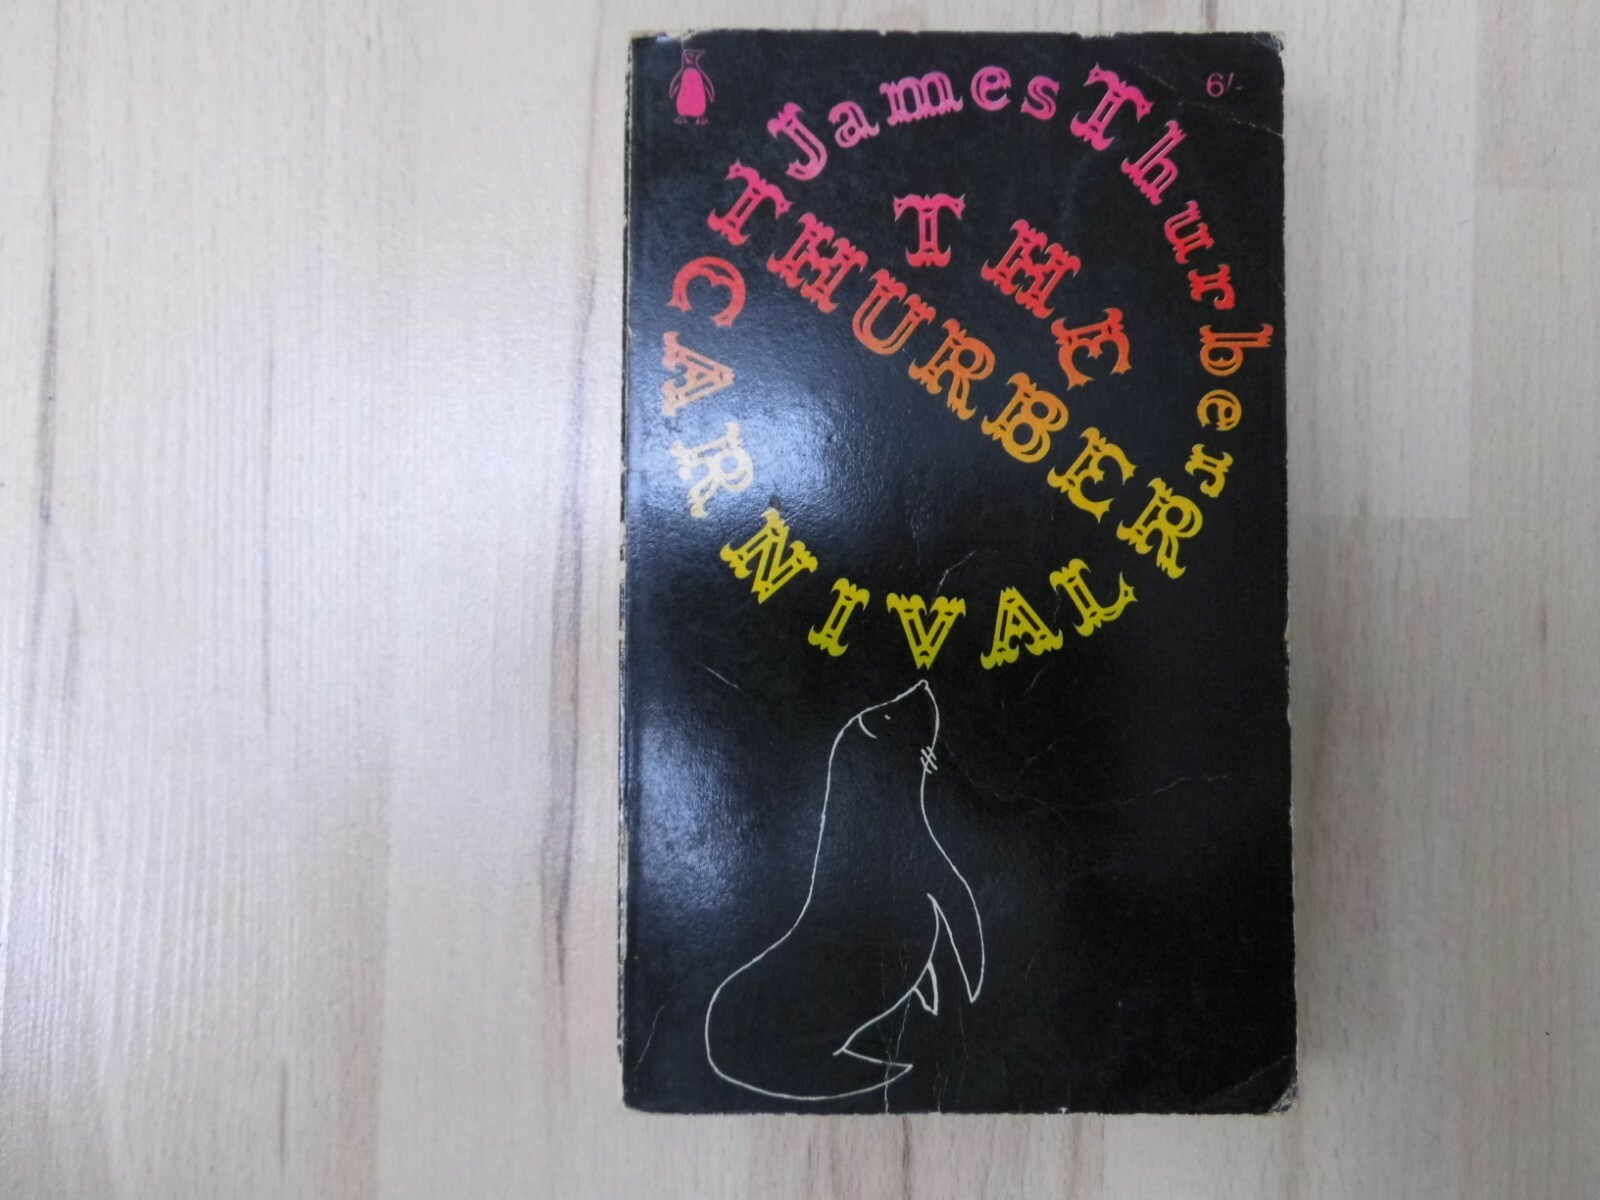 6/-
James Thurber
THE
THURBER
CARNIVAL